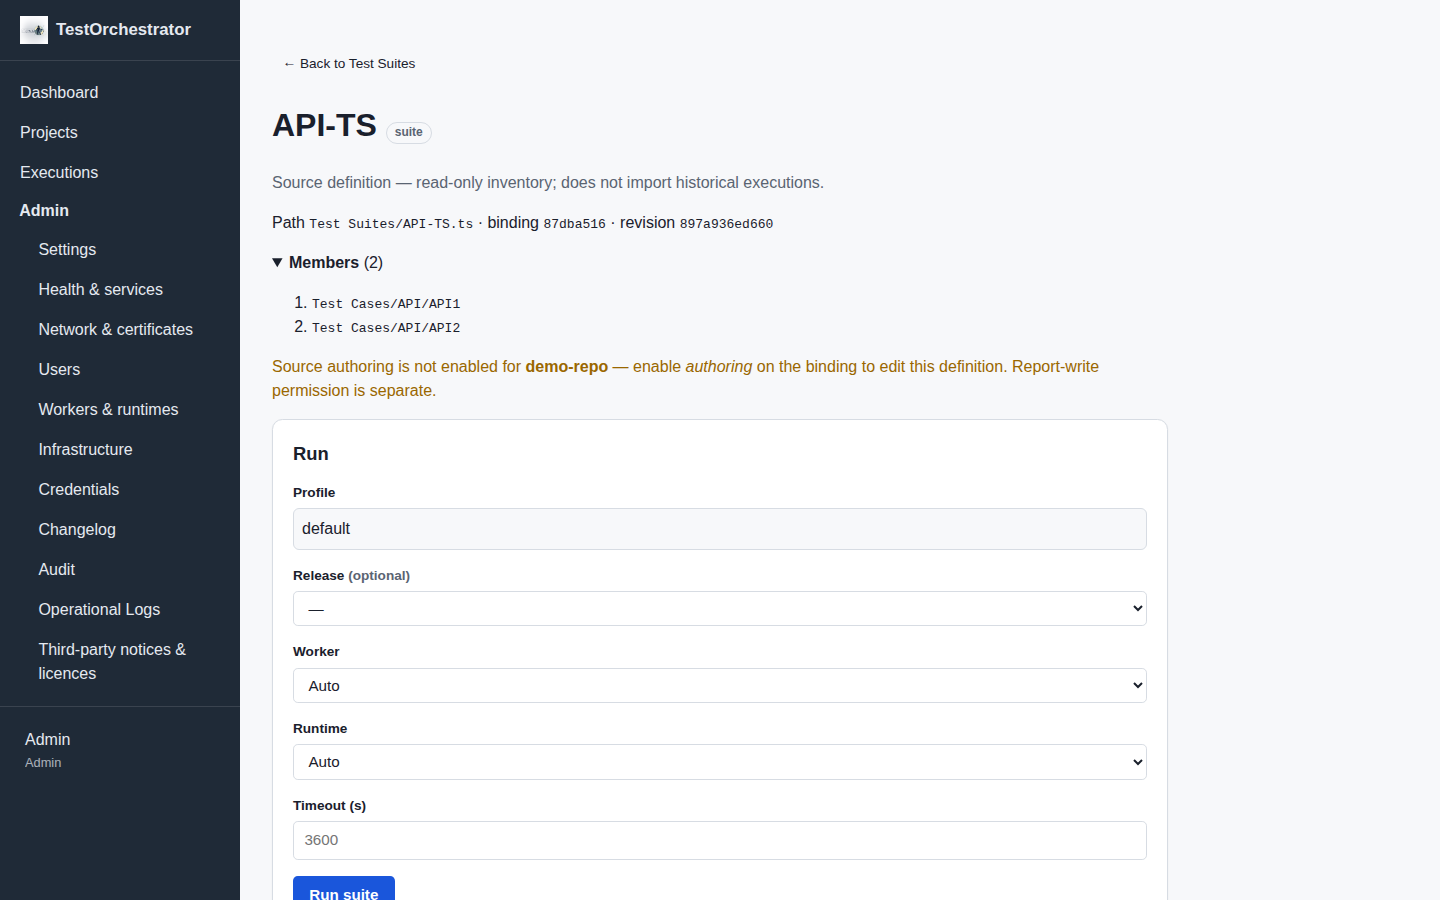 TestOrchestrator
Dashboard
Projects
Executions
Admin
Settings
Health & services
Network & certificates
Users
Workers & runtimes
Infrastructure
Credentials
Changelog
Audit
Operational Logs
Third-party notices &
licences
Admin
Admin
← Back to Test Suites
API-TS suite
Source definition — read-only inventory; does not import historical executions.
Path Test Suites/API-TS.ts · binding 87dba516 · revision 897a936ed660
▼ Members (2)
1. Test Cases/API/API1
2. Test Cases/API/API2
Source authoring is not enabled for demo-repo — enable authoring on the binding to edit this definition. Report-write
permission is separate.
Run
Profile
default
Release (optional)
—
Worker
Auto
Runtime
Auto
Timeout (s)
3600
Run suite